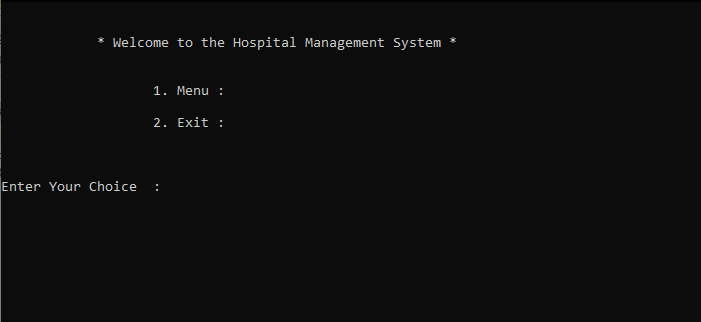 * Welcome to the Hospital Management System *
1. Menu :
2. Exit :
Enter Your Choice  :